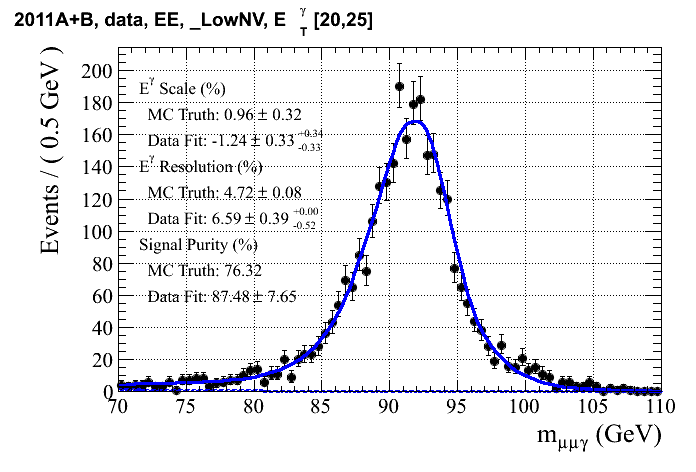 2011A+B, data, EE, _LowNV, E γ T [20,25]
Events / ( 0.5 GeV )
200
180
160
140
120
100
80
60
40
20
0
E^γ Scale (%)
MC Truth: 0.96 ± 0.32
Data Fit: -1.24 ± 0.33 +0.34 -0.33
E^γ Resolution (%)
MC Truth: 4.72 ± 0.08
Data Fit: 6.59 ± 0.39 +0.00 -0.52
Signal Purity (%)
MC Truth: 76.32
Data Fit: 87.48 ± 7.65
70 75 80 85 90 95 100 105 110
m_μμγ (GeV)